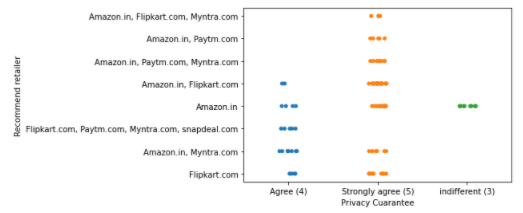 Amazon.in, Flipkart.com, Myntra.com
Amazon.in, Paytm.com
Amazon.in, Paytm.com, Myntra.com
Amazon.in, Flipkart.com
Amazon.in
Flipkart.com, Paytm.com, Myntra.com, snapdeal.com
Amazon.in, Myntra.com
Flipkart.com
Recommend retailer
Agree (4)
Strongly agree (5)
indifferent (3)
Privacy Cuarantee